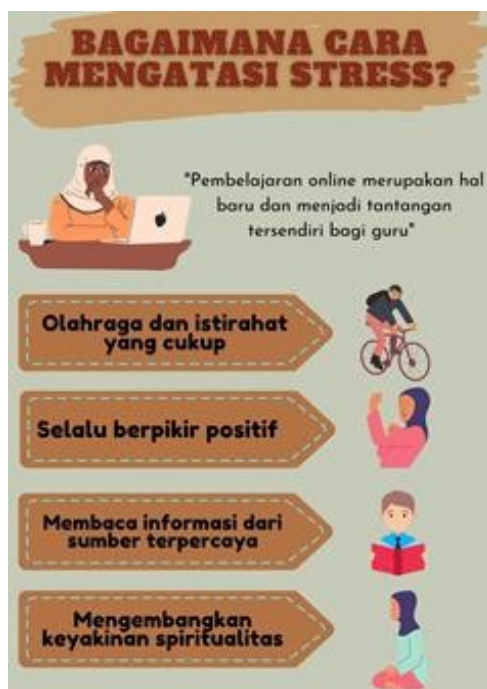 BAGAIMANA CARA
MENGATASI STRESS?
"Pembelajaran online merupakan hal
baru dan menjadi tantangan
tersendiri bagi guru"
Olahraga dan istirahat
yang cukup
Selalu berpikir positif
Membaca informasi dari
sumber terpercaya
Mengembangkan
keyakinan spiritualitas